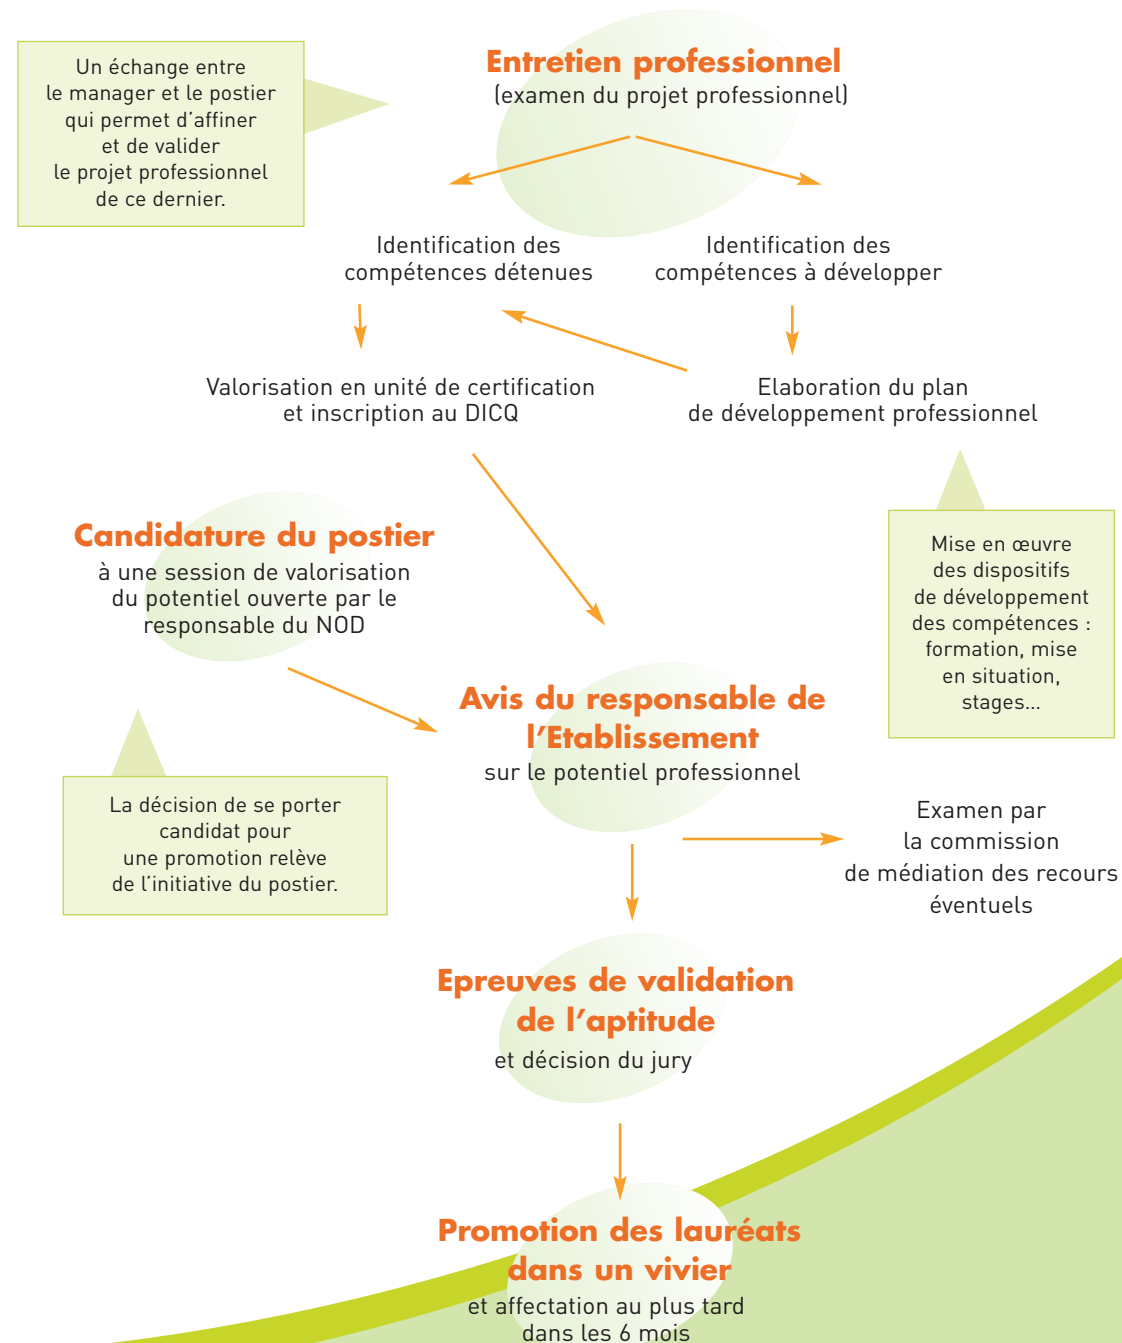 Un échange entre
le manager et le postier
qui permet d'affiner
et de valider
le projet professionnel
de ce dernier.
Entretien professionnel
(examen du projet professionnel)
Identification des
compétences détenues
Identification des
compétences à développer
Valorisation en unité de certification
et inscription au DICQ
Elaboration du plan
de développement professionnel
Candidature du postier
à une session de valorisation
du potentiel ouverte par le
responsable du NOD
Mise en œuvre
des dispositifs
de développement
des compétences :
formation, mise
en situation,
stages...
Avis du responsable de
l'Etablissement
sur le potentiel professionnel
La décision de se porter
candidat pour
une promotion relève
de l'initiative du postier.
Examen par
la commission
de médiation des recours
éventuels
Epreuves de validation
de l'aptitude
et décision du jury
Promotion des lauréats
dans un vivier
et affectation au plus tard
dans les 6 mois